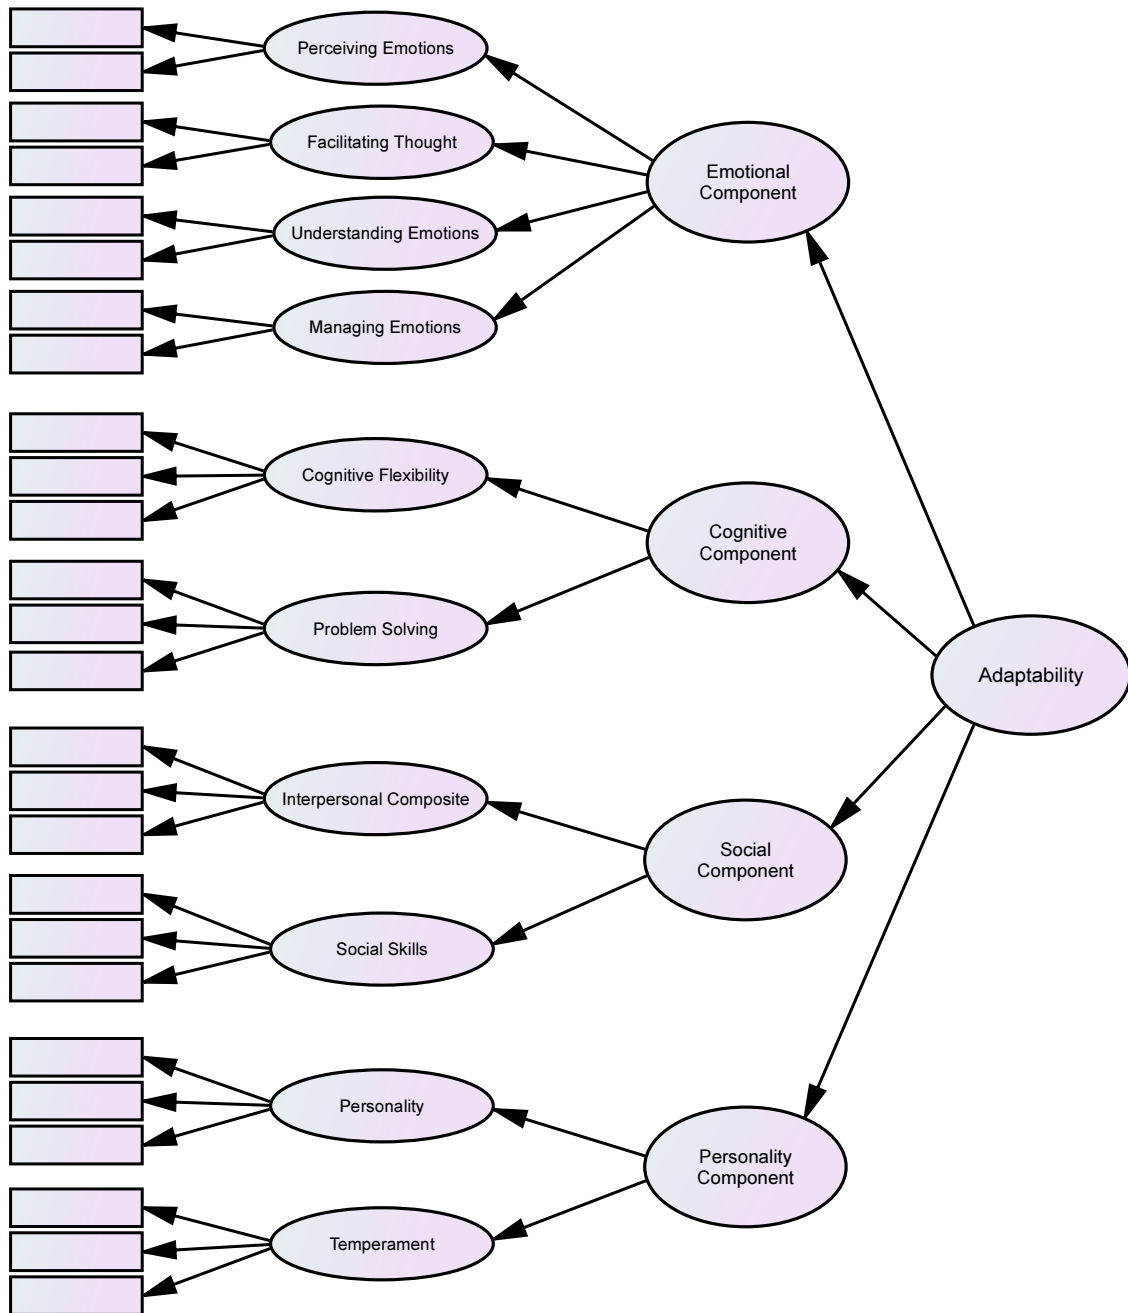 Perceiving Emotions
Facilitating Thought
Understanding Emotions
Managing Emotions
Emotional
Component
Cognitive Flexibility
Problem Solving
Cognitive
Component
Adaptability
Interpersonal Composite
Social Skills
Social
Component
Personality
Temperament
Personality
Component